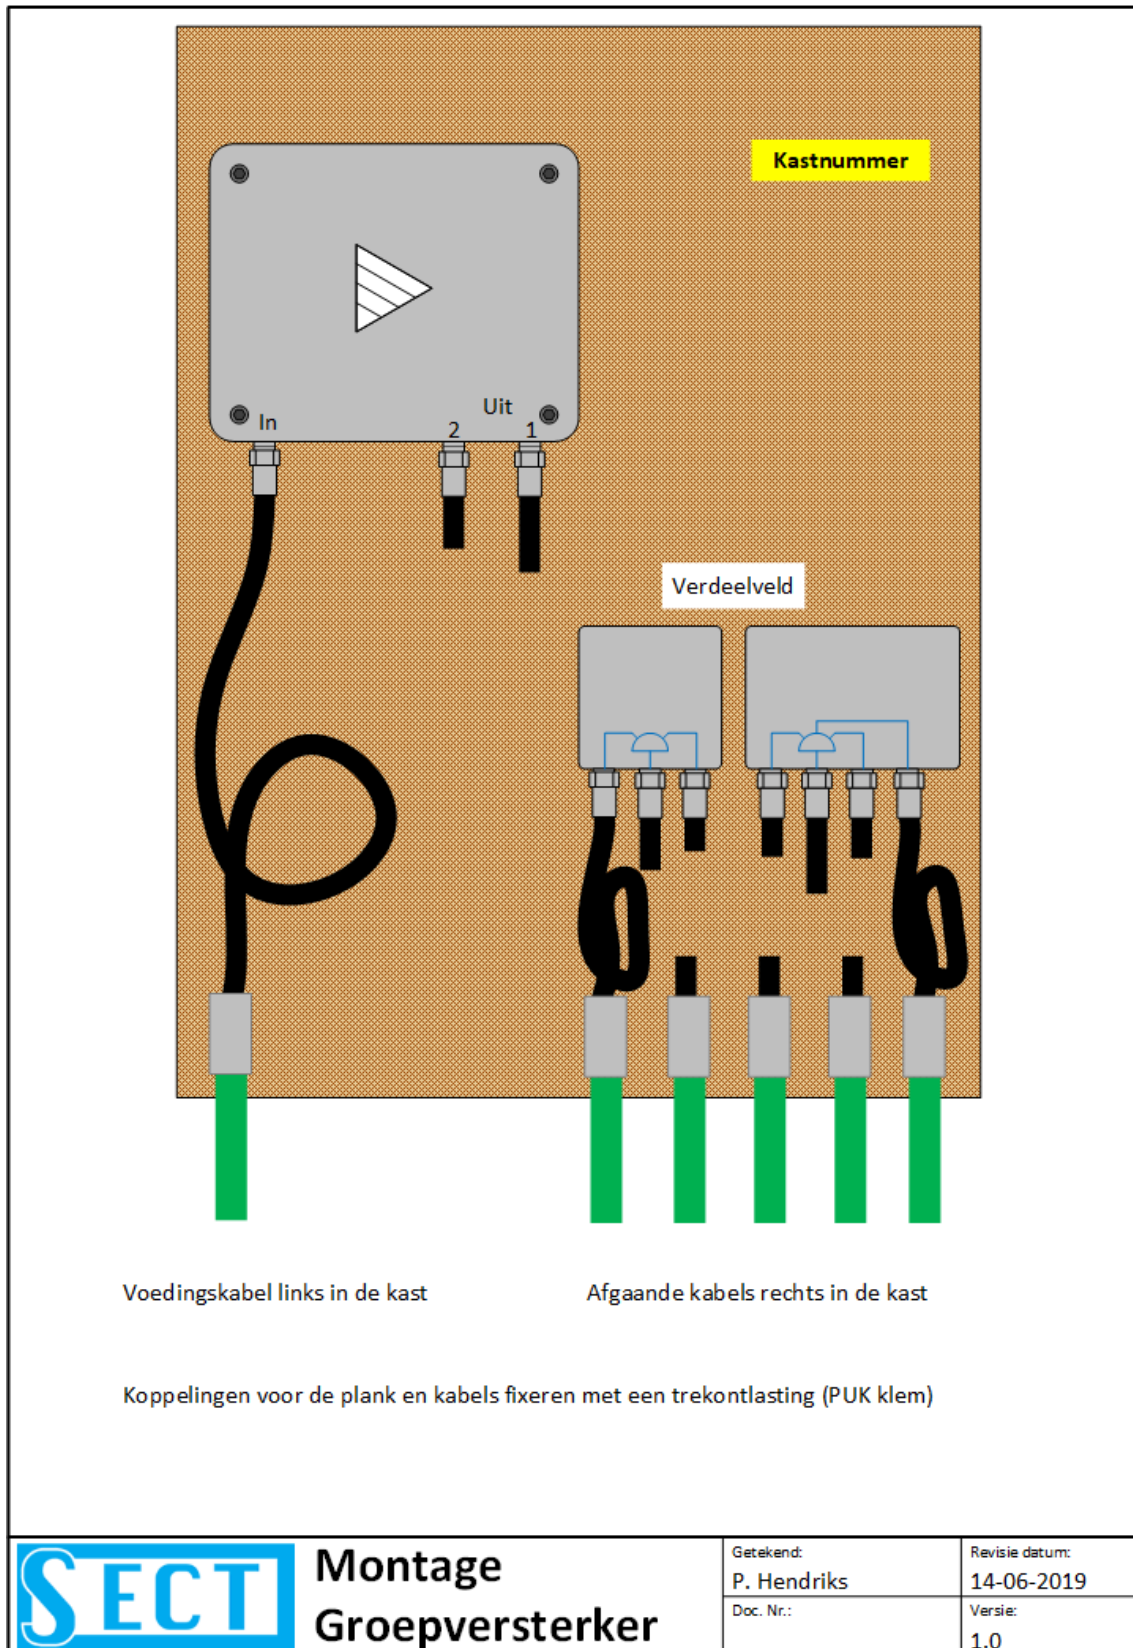 Kastnummer
In
Uit
2
1
Verdeelveld
Voedingskabel links in de kast
Afgaande kabels rechts in de kast
Koppelingen voor de plank en kabels fixeren met een trekontlasting (PUK klem)
SECT
Montage
Groepversterker
Getekend:
P. Hendriks
Revisie datum:
14-06-2019
Doc. Nr.:
Versie:
1.0